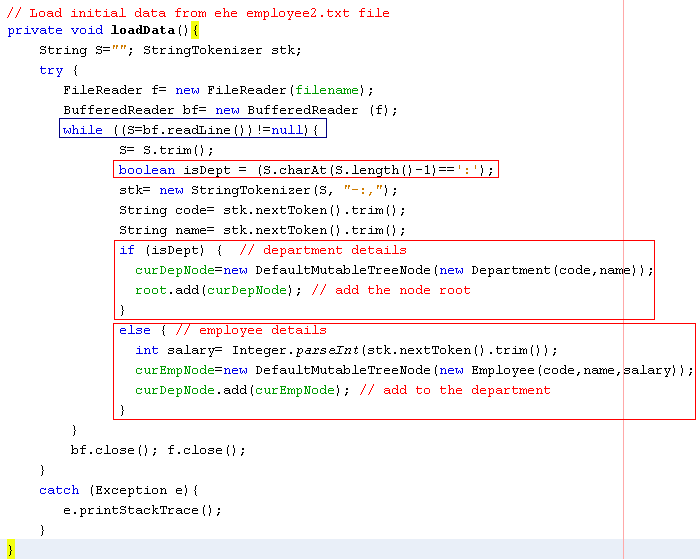 // Load initial data from ehe employee2.txt file
private void loadData(){
String S=""; StringTokenizer stk;
try {
FileReader f= new FileReader(filename);
BufferedReader bf= new BufferedReader (f);
while ((S=bf.readLine())!=null){
S= S.trim();
boolean isDept = (S.charAt(S.length()-1)==':');
stk= new StringTokenizer(S, "-:,");
String code= stk.nextToken().trim();
String name= stk.nextToken().trim();
if (isDept) { // department details
curDepNode=new DefaultMutableTreeNode(new Department(code,name));
root.add(curDepNode); // add the node root
}
else { // employee details
int salary= Integer.parseInt(stk.nextToken().trim());
curEmpNode=new DefaultMutableTreeNode(new Employee(code,name,salary));
curDepNode.add(curEmpNode); // add to the department
}
}
bf.close(); f.close();
}
catch (Exception e){
e.printStackTrace();
}
}